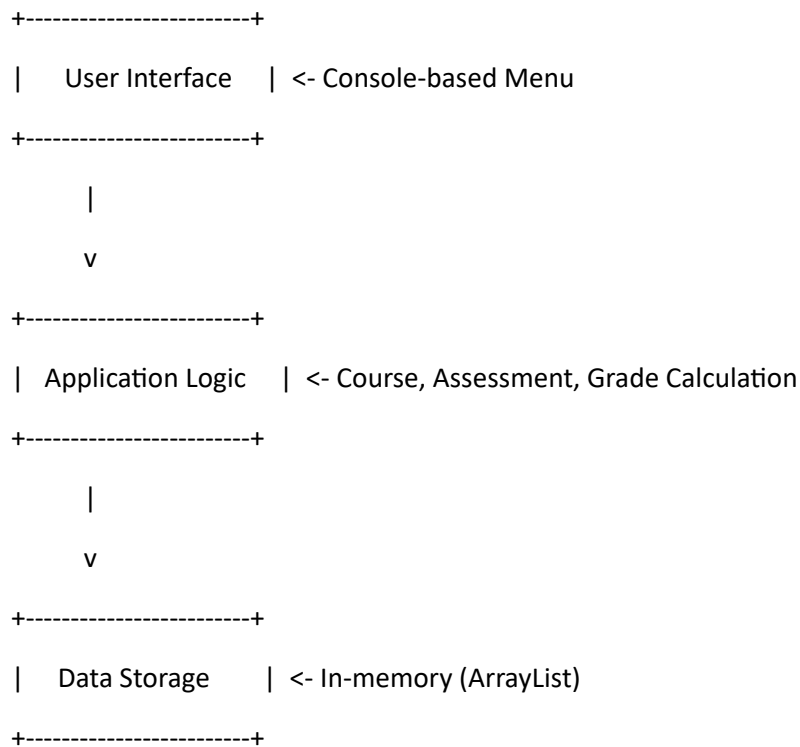 +-------------------------+
|     User Interface     | <- Console-based Menu
+-------------------------+
|
v
+-------------------------+
|   Application Logic     | <- Course, Assessment, Grade Calculation
+-------------------------+
|
v
+-------------------------+
|    Data Storage       | <- In-memory (ArrayList)
+-------------------------+